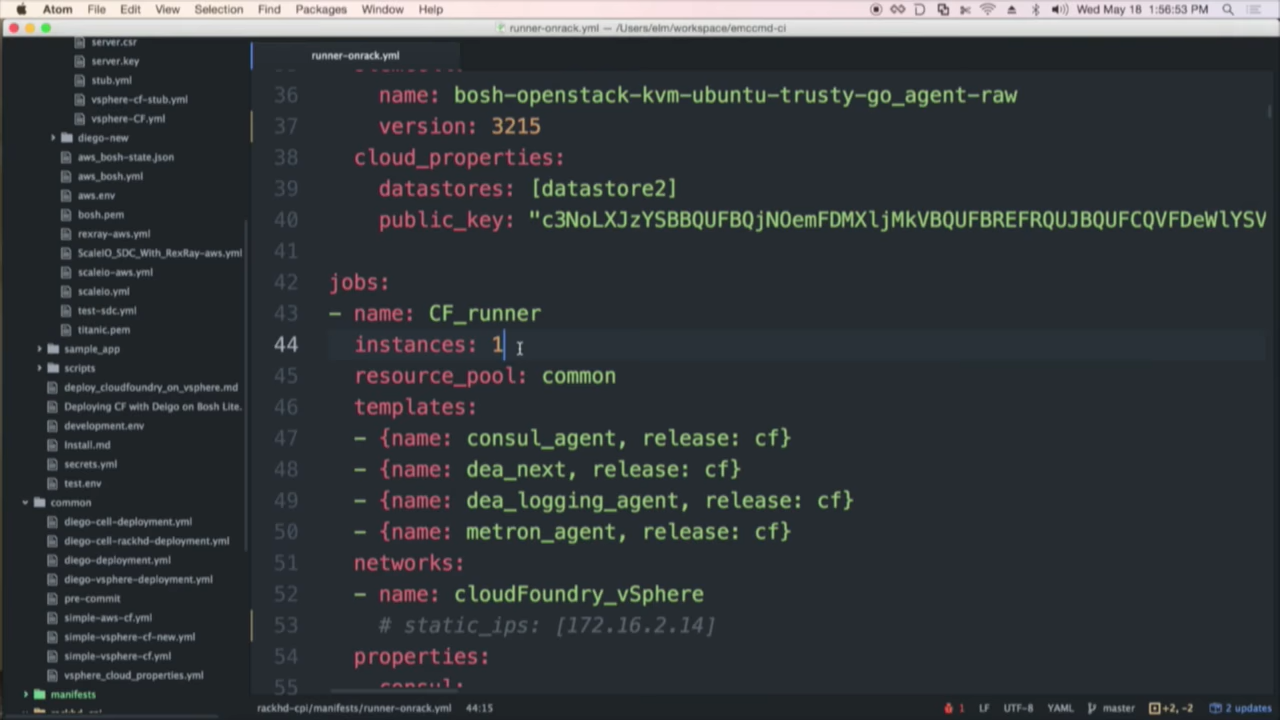 Atom File Edit View Selection Find Packages Window Help Wed May 18 1:56:53 PM
runner-onrack.yml — /Users/elm/workspace/emccmd-ci
server.csr
server.key
stub.yml
vsphere-cf-stub.yml
vsphere-CF.yml
diego-new
aws_bosh-state.json
aws_bosh.yml
aws.env
bosh.pem
rexray-aws.yml
ScaleIO_SDC_With_RexRay-aws.yml
scaleio-aws.yml
scaleio.yml
test-sdc.yml
titanic.pem
sample_app
scripts
deploy_cloudfoundry_on_vsphere.md
Deploying CF with Deigo on Bosh Lite.
development.env
Install.md
secrets.yml
test.env
common
diego-cell-deployment.yml
diego-cell-rackhd-deployment.yml
diego-deployment.yml
diego-vsphere-deployment.yml
pre-commit
simple-aws-cf.yml
simple-vsphere-cf-new.yml
simple-vsphere-cf.yml
vsphere_cloud_properties.yml
manifests
rackhd-cpi
runner-onrack.yml
36 name: bosh-openstack-kvm-ubuntu-trusty-go_agent-raw
37 version: 3215
38 cloud_properties:
39 datastores: [datastore2]
40 public_key: "c3NoLXJzYSBBQUFBQjNOemFDMXljMkVBQUFBREFRQUJBQUFCQVFDeWlYSV
41
42 jobs:
43 - name: CF_runner
44 instances: 1
45 resource_pool: common
46 templates:
47 - {name: consul_agent, release: cf}
48 - {name: dea_next, release: cf}
49 - {name: dea_logging_agent, release: cf}
50 - {name: metron_agent, release: cf}
51 networks:
52 - name: cloudFoundry_vSphere
53 # static_ips: [172.16.2.14]
54 properties:
55 consul:
rackhd-cpi/manifests/runner-onrack.yml 44:15 1 LF UTF-8 YAML master +2, -2 2 updates